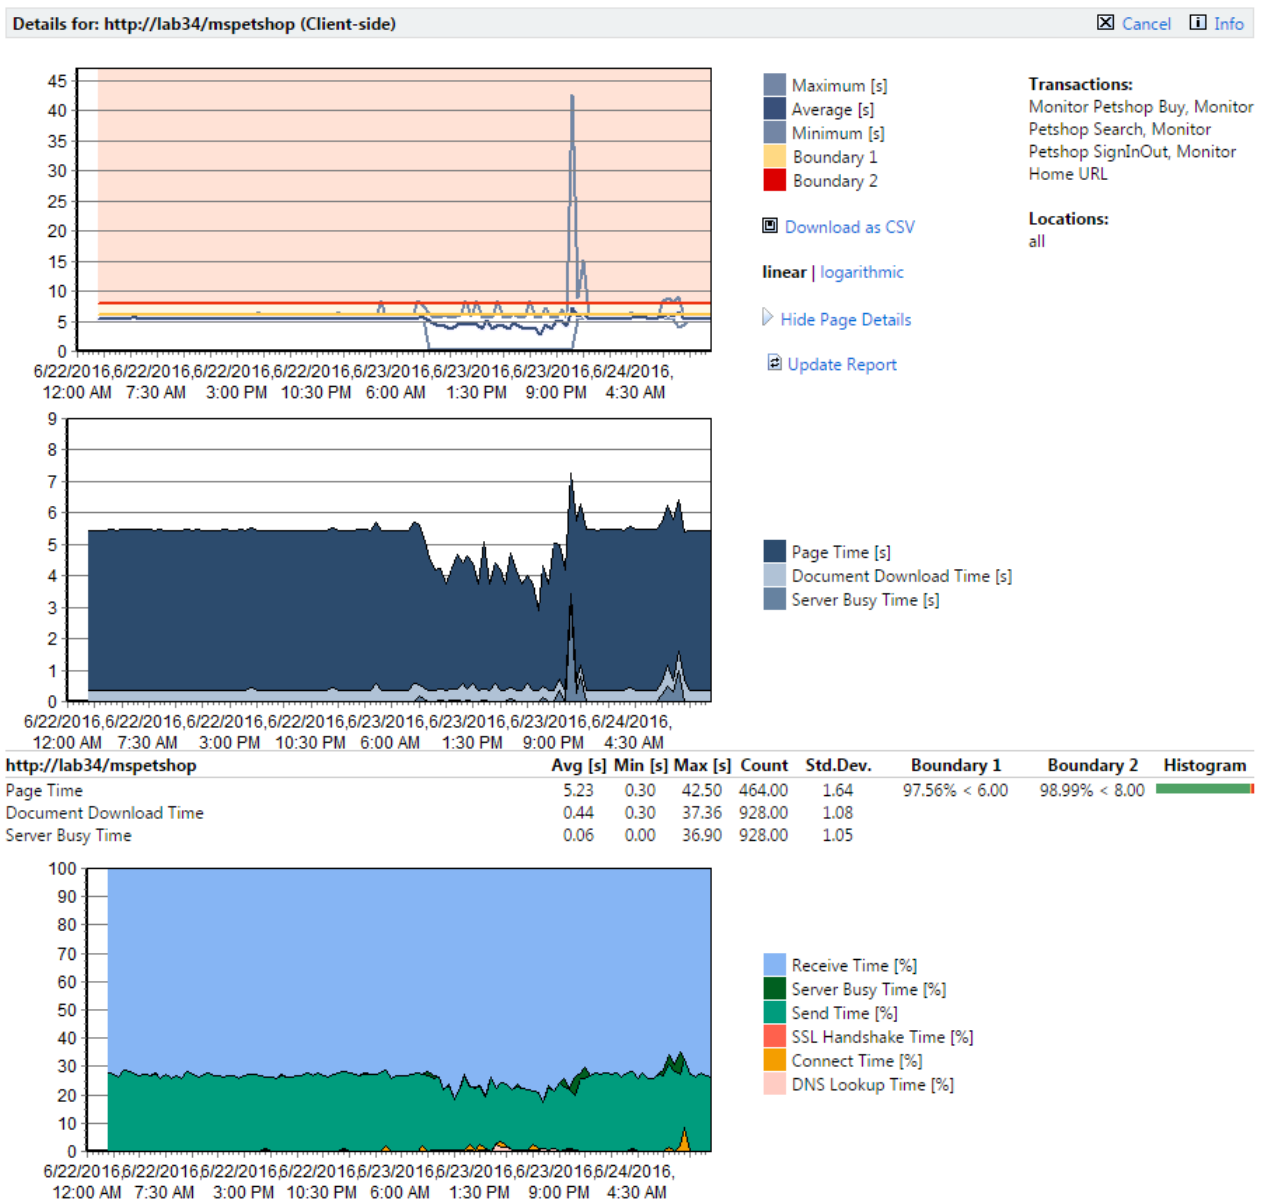 Details for: http://lab34/mspetshop (Client-side)
Cancel Info
45
40
35
30
25
20
15
10
5
0
6/22/2016,6/22/2016,6/22/2016,6/22/2016,6/23/2016,6/23/2016,6/23/2016,6/24/2016,
12:00 AM 7:30 AM 3:00 PM 10:30 PM 6:00 AM 1:30 PM 9:00 PM 4:30 AM
Maximum [s]
Average [s]
Minimum [s]
Boundary 1
Boundary 2
Download as CSV
linear | logarithmic
Hide Page Details
Update Report
Transactions:
Monitor Petshop Buy, Monitor
Petshop Search, Monitor
Petshop SignInOut, Monitor
Home URL
Locations:
all
9
8
7
6
5
4
3
2
1
0
6/22/2016,6/22/2016,6/22/2016,6/22/2016,6/23/2016,6/23/2016,6/23/2016,6/24/2016,
12:00 AM 7:30 AM 3:00 PM 10:30 PM 6:00 AM 1:30 PM 9:00 PM 4:30 AM
Page Time [s]
Document Download Time [s]
Server Busy Time [s]
http://lab34/mspetshop Avg [s] Min [s] Max [s] Count Std.Dev. Boundary 1 Boundary 2 Histogram
Page Time 5.23 0.30 42.50 464.00 1.64 97.56% < 6.00 98.99% < 8.00
Document Download Time 0.44 0.30 37.36 928.00 1.08
Server Busy Time 0.06 0.00 36.90 928.00 1.05
100
90
80
70
60
50
40
30
20
10
0
6/22/2016,6/22/2016,6/22/2016,6/22/2016,6/23/2016,6/23/2016,6/23/2016,6/24/2016,
12:00 AM 7:30 AM 3:00 PM 10:30 PM 6:00 AM 1:30 PM 9:00 PM 4:30 AM
Receive Time [%]
Server Busy Time [%]
Send Time [%]
SSL Handshake Time [%]
Connect Time [%]
DNS Lookup Time [%]